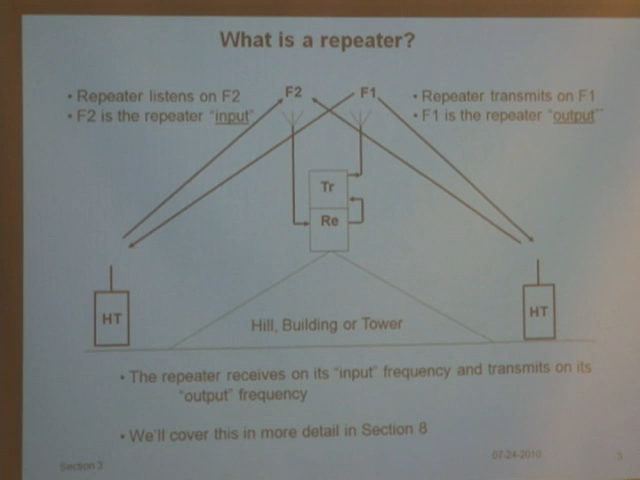 What is a repeater?
• Repeater listens on F2
• F2 is the repeater "input"
F2
F1
• Repeater transmits on F1
• F1 is the repeater "output"
Tr
Re
HT
HT
Hill, Building or Tower
• The repeater receives on its "input" frequency and transmits on its
"output" frequency
• We'll cover this in more detail in Section 8
Section 3
07-24-2010
3